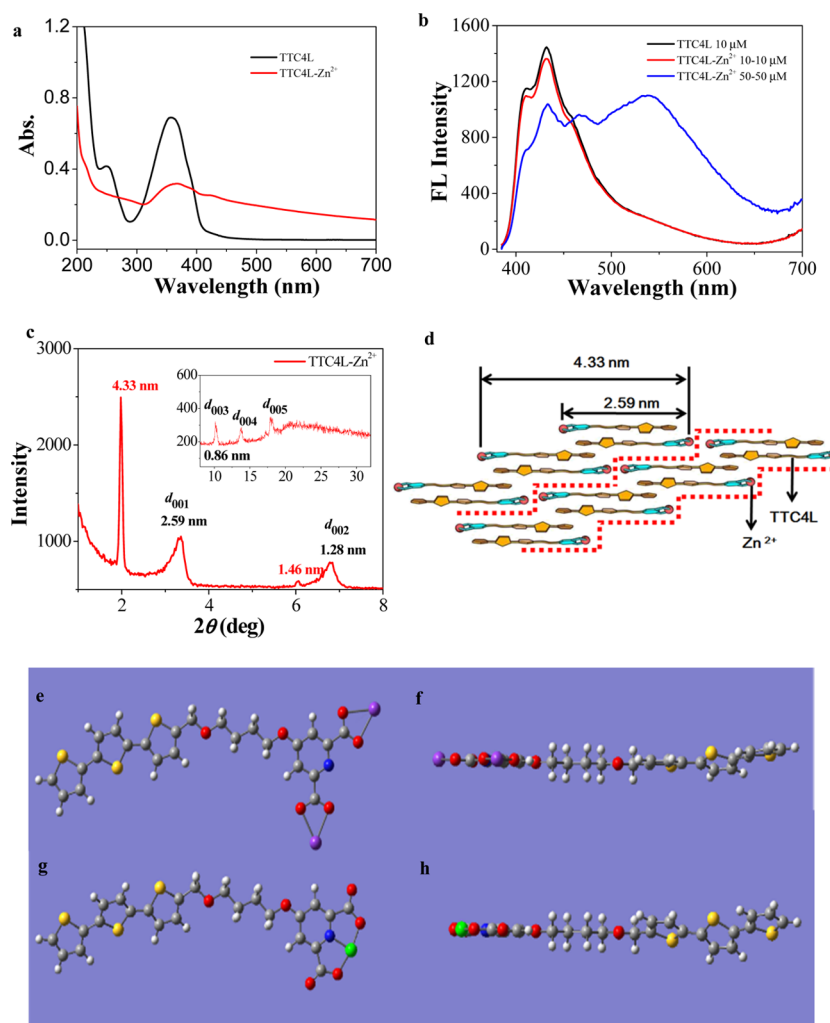 a
1.2
0.8
0.4
0.0
Abs.
TTC4L
TTC4L-Zn²⁺
200 300 400 500 600 700
Wavelength (nm)
b
1600
1200
800
400
0
FL Intensity
TTC4L 10 µM
TTC4L-Zn²⁺ 10-10 µM
TTC4L-Zn²⁺ 50-50 µM
400 500 600 700
Wavelength (nm)
c
3000
2000
1000
Intensity
TTC4L-Zn²⁺
4.33 nm
d001
2.59 nm
1.46 nm
d002
1.28 nm
600
400
200
d003
d004
d005
0.86 nm
10 15 20 25 30
2 4 6 8
2θ (deg)
d
4.33 nm
2.59 nm
TTC4L
Zn ²⁺
e
f
g
h